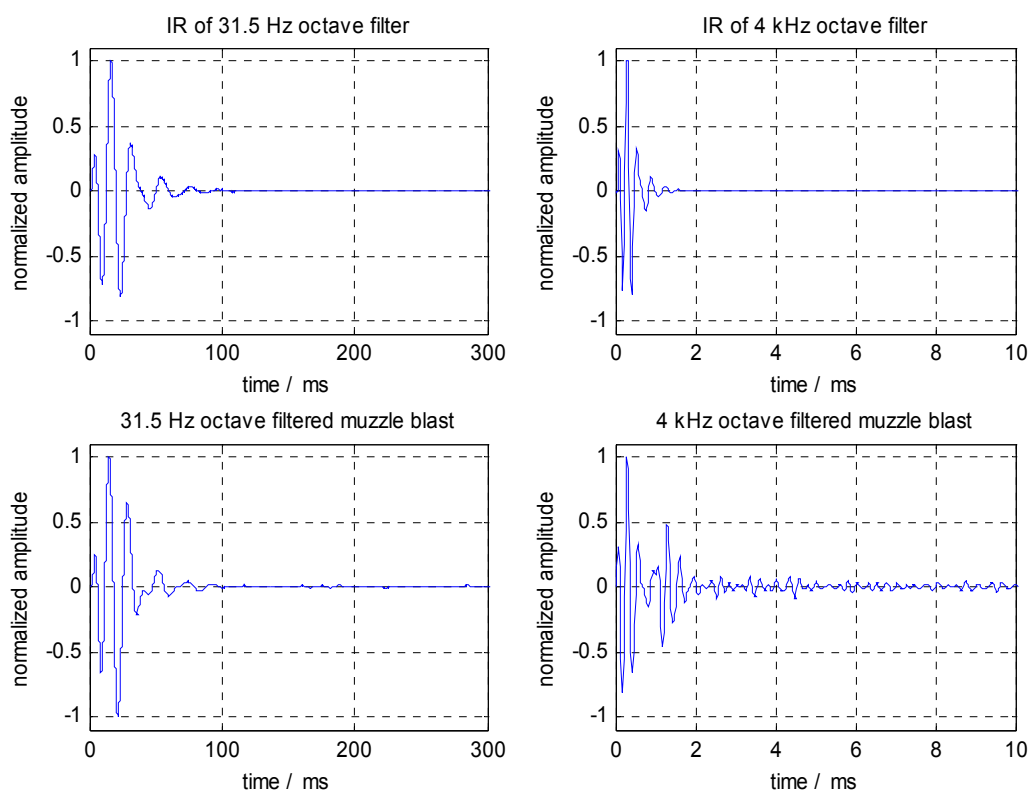 IR of 31.5 Hz octave filter
1
0.5
0
-0.5
-1
normalized amplitude
0 100 200 300
time / ms
IR of 4 kHz octave filter
1
0.5
0
-0.5
-1
normalized amplitude
0 2 4 6 8 10
time / ms
31.5 Hz octave filtered muzzle blast
1
0.5
0
-0.5
-1
normalized amplitude
0 100 200 300
time / ms
4 kHz octave filtered muzzle blast
1
0.5
0
-0.5
-1
normalized amplitude
0 2 4 6 8 10
time / ms